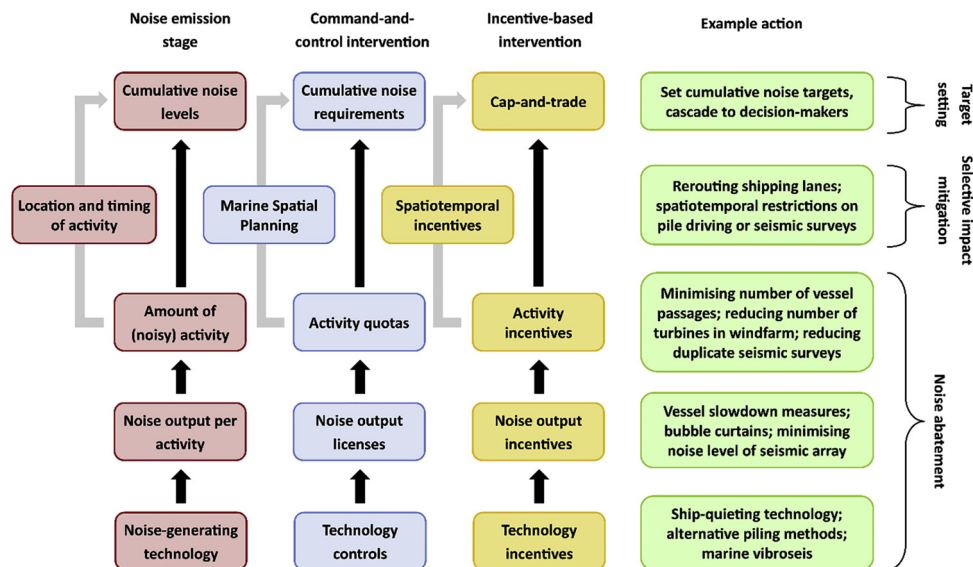 Noise emission
stage
Command-and-
control intervention
Incentive-based
intervention
Example action
Cumulative noise
levels
Cumulative noise
requirements
Cap-and-trade
Set cumulative noise targets,
cascade to decision-makers
Target
setting
Location and timing
of activity
Marine Spatial
Planning
Spatiotemporal
incentives
Rerouting shipping lanes;
spatiotemporal restrictions on
pile driving or seismic surveys
Selective impact
mitigation
Amount of
(noisy) activity
Activity quotas
Activity
incentives
Minimising number of vessel
passages; reducing number of
turbines in windfarm; reducing
duplicate seismic surveys
Noise output per
activity
Noise output
licenses
Noise output
incentives
Vessel slowdown measures;
bubble curtains; minimising
noise level of seismic array
Noise abatement
Noise-generating
technology
Technology
controls
Technology
incentives
Ship-quieting technology;
alternative piling methods;
marine vibroseis